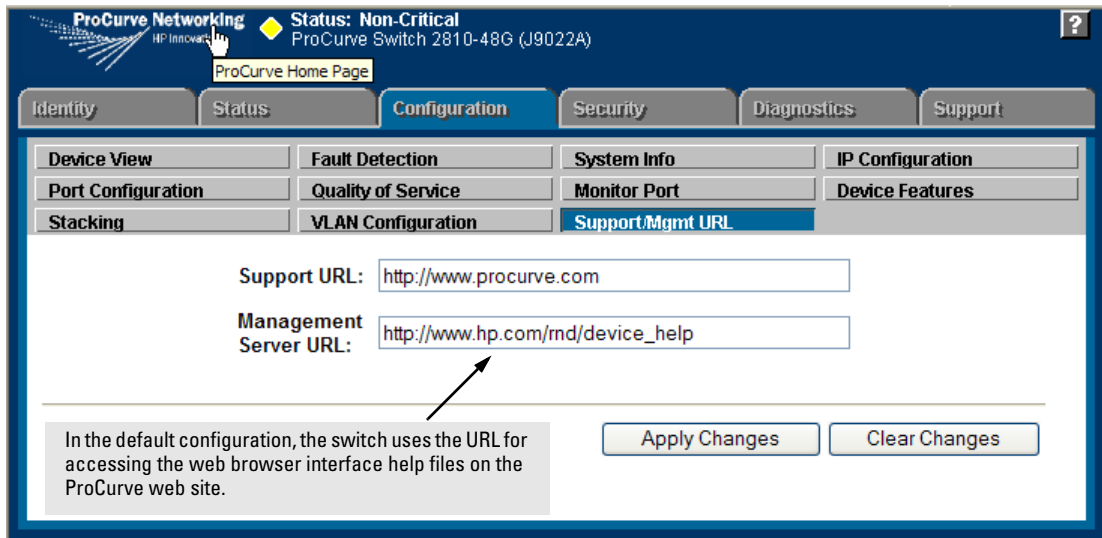 ProCurve Networking
HP Innovat
Status: Non-Critical
ProCurve Switch 2810-48G (J9022A)
?
ProCurve Home Page
Identity
Status
Configuration
Security
Diagnostics
Support
Device View
Fault Detection
System Info
IP Configuration
Port Configuration
Quality of Service
Monitor Port
Device Features
Stacking
VLAN Configuration
Support/Mgmt URL
Support URL:
http://www.procurve.com
Management
Server URL:
http://www.hp.com/rnd/device_help
In the default configuration, the switch uses the URL for
accessing the web browser interface help files on the
ProCurve web site.
Apply Changes
Clear Changes